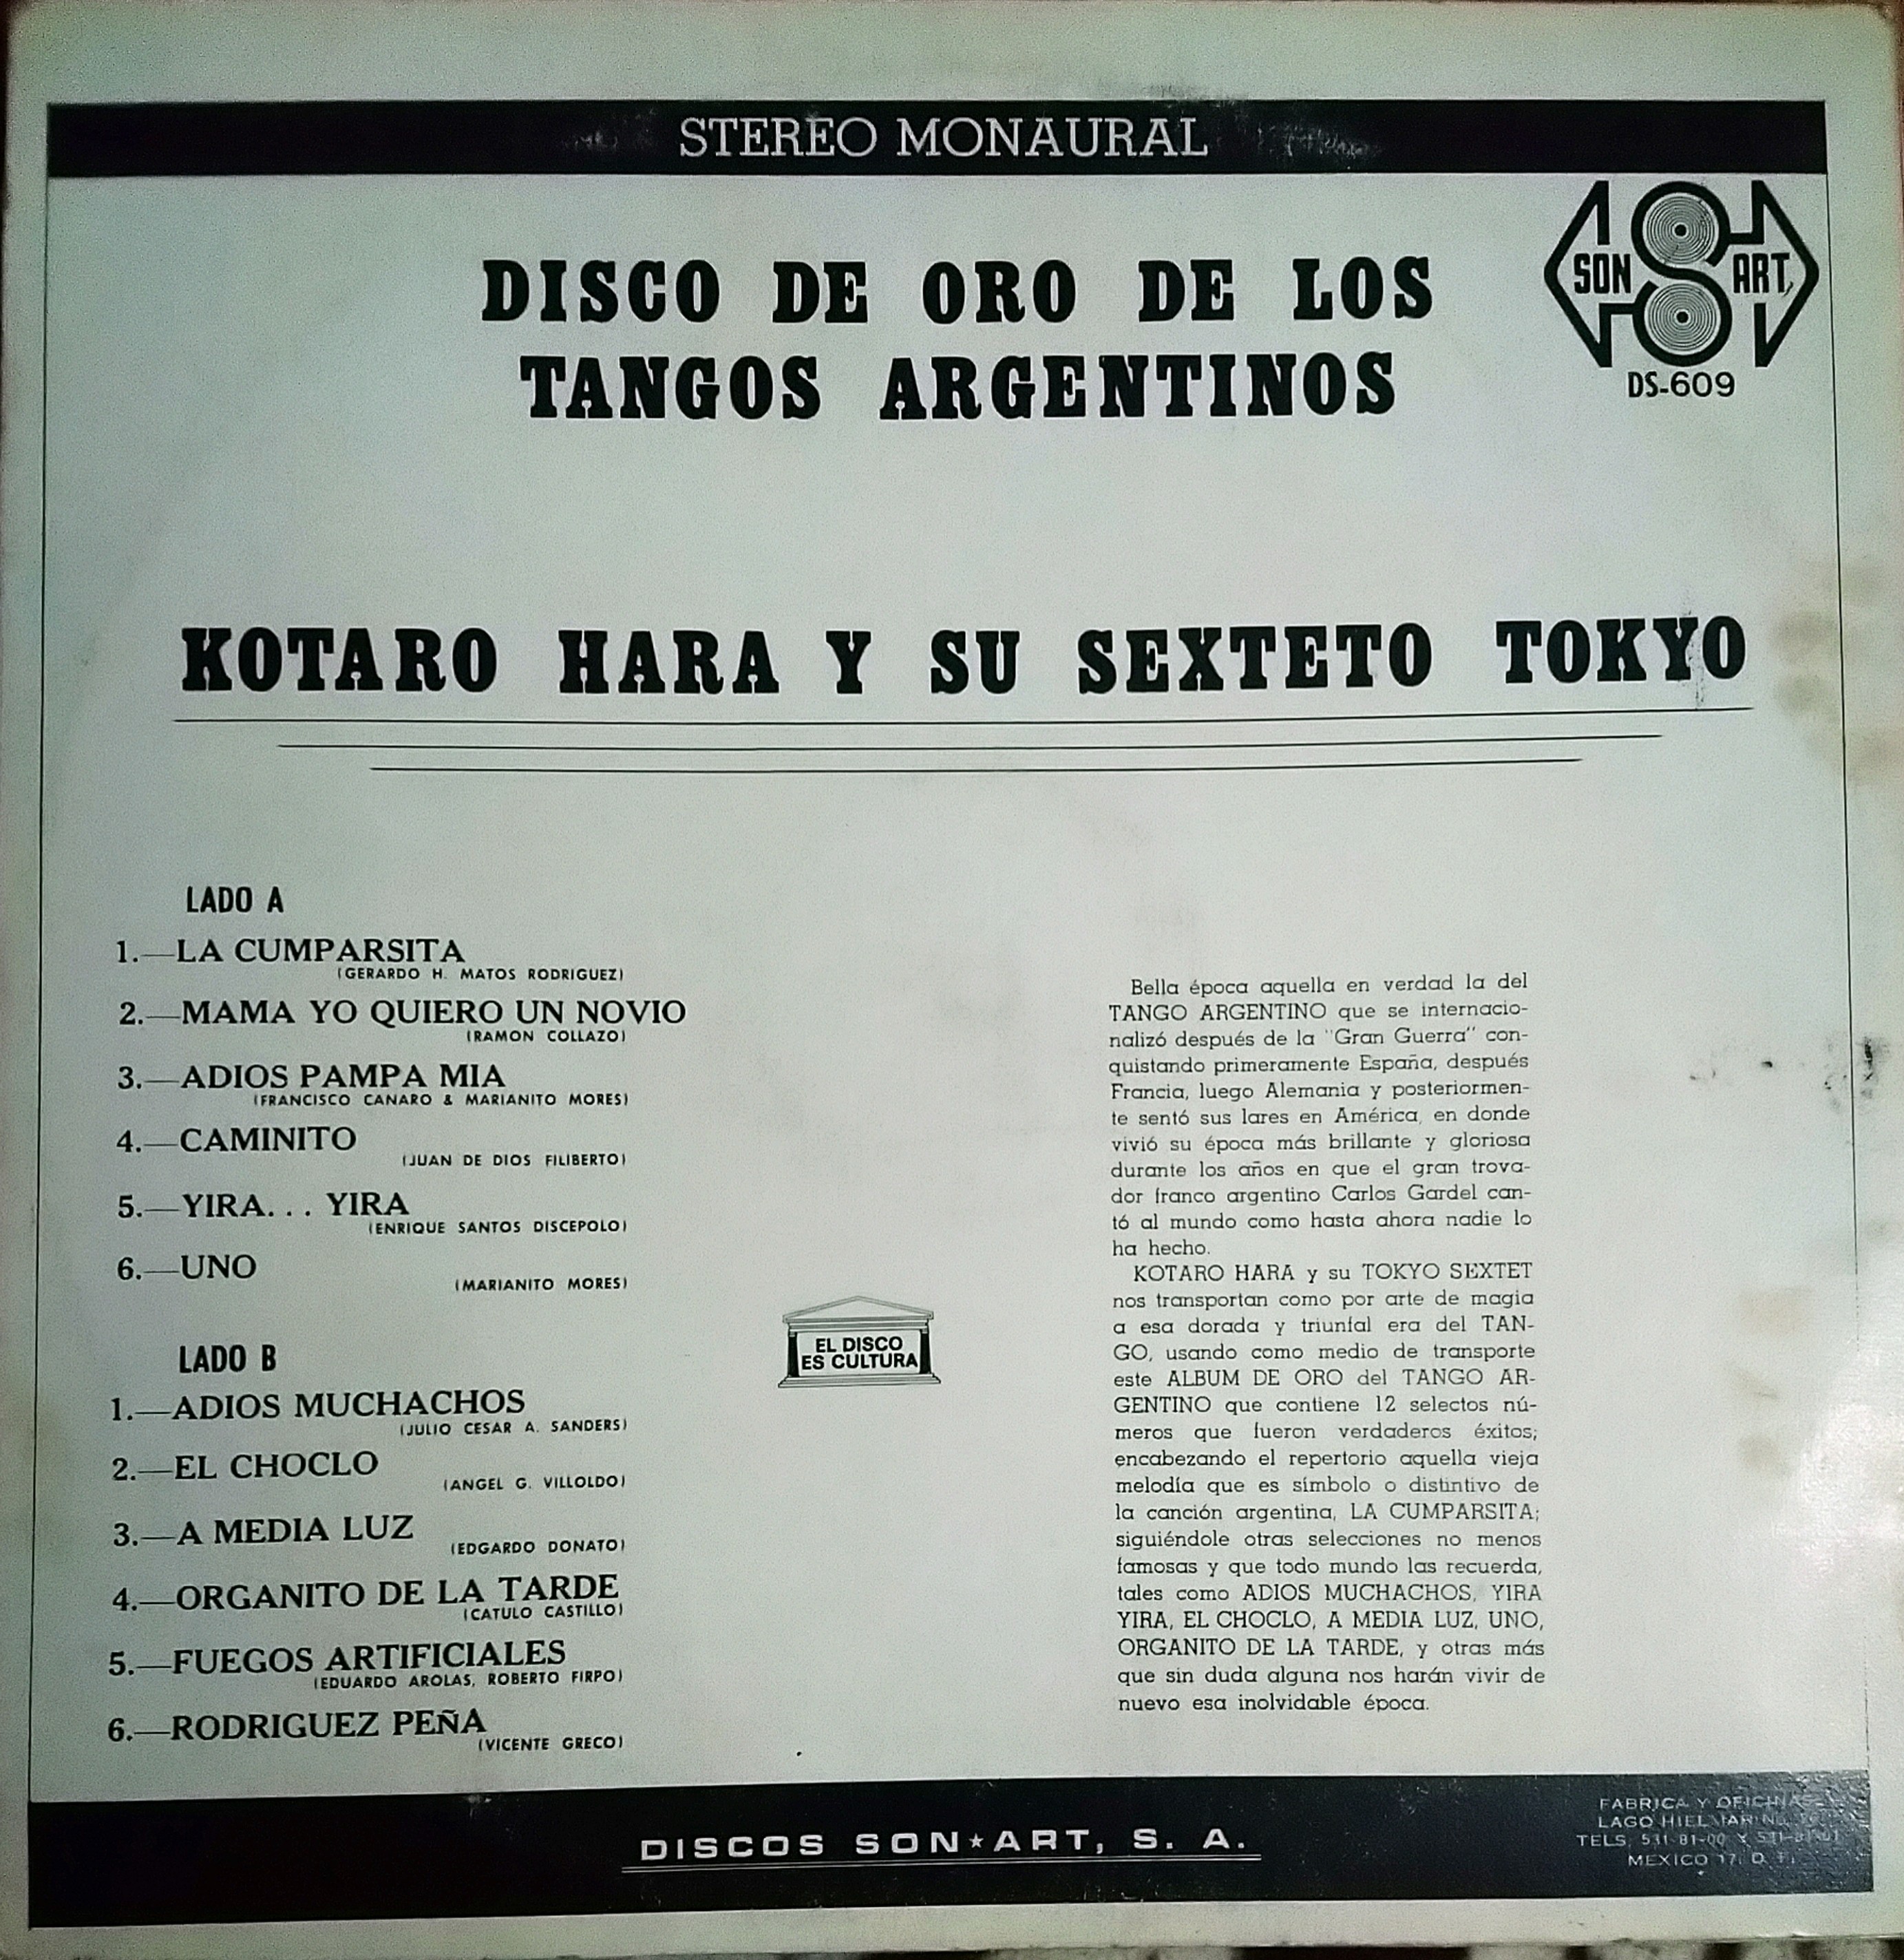 STEREO MONAURAL
SON ART
DS-609
DISCO DE ORO DE LOS
TANGOS ARGENTINOS
KOTARO HARA Y SU SEXTETO TOKYO
LADO A
1.—LA CUMPARSITA
(GERARDO H. MATOS RODRIGUEZ)
2.—MAMA YO QUIERO UN NOVIO
(RAMON COLLAZO)
3.—ADIOS PAMPA MIA
(FRANCISCO CANARO & MARIANITO MORES)
4.—CAMINITO
(JUAN DE DIOS FILIBERTO)
5.—YIRA... YIRA
(ENRIQUE SANTOS DISCEPOLO)
6.—UNO
(MARIANITO MORES)
LADO B
1.—ADIOS MUCHACHOS
(JULIO CESAR A. SANDERS)
2.—EL CHOCLO
(ANGEL G. VILLOLDO)
3.—A MEDIA LUZ
(EDGARDO DONATO)
4.—ORGANITO DE LA TARDE
(CATULO CASTILLO)
5.—FUEGOS ARTIFICIALES
(EDUARDO AROLAS, ROBERTO FIRPO)
6.—RODRIGUEZ PEÑA
(VICENTE GRECO)
EL DISCO
ES CULTURA
Bella época aquella en verdad la del
TANGO ARGENTINO que se internacio-
nalizó después de la "Gran Guerra" con-
quistando primeramente España, después
Francia, luego Alemania y posteriormen-
te sentó sus lares en América, en donde
vivió su época más brillante y gloriosa
durante los años en que el gran trova-
dor franco argentino Carlos Gardel can-
tó al mundo como hasta ahora nadie lo
ha hecho.
KOTARO HARA y su TOKYO SEXTET
nos transportan como por arte de magia
a esa dorada y triunfal era del TAN-
GO, usando como medio de transporte
este ALBUM DE ORO del TANGO AR-
GENTINO que contiene 12 selectos nú-
meros que fueron verdaderos éxitos;
encabezando el repertorio aquella vieja
melodía que es símbolo o distintivo de
la canción argentina, LA CUMPARSITA;
siguiéndole otras selecciones no menos
famosas y que todo mundo las recuerda,
tales como ADIOS MUCHACHOS, YIRA
YIRA, EL CHOCLO, A MEDIA LUZ, UNO,
ORGANITO DE LA TARDE, y otras más
que sin duda alguna nos harán vivir de
nuevo esa inolvidable época.
DISCOS SON★ART, S. A.
FABRICA Y OFICINAS
LAGO HIELMAR
TELS. 531-81-00 Y 531-81-01
MEXICO 17, D. F.